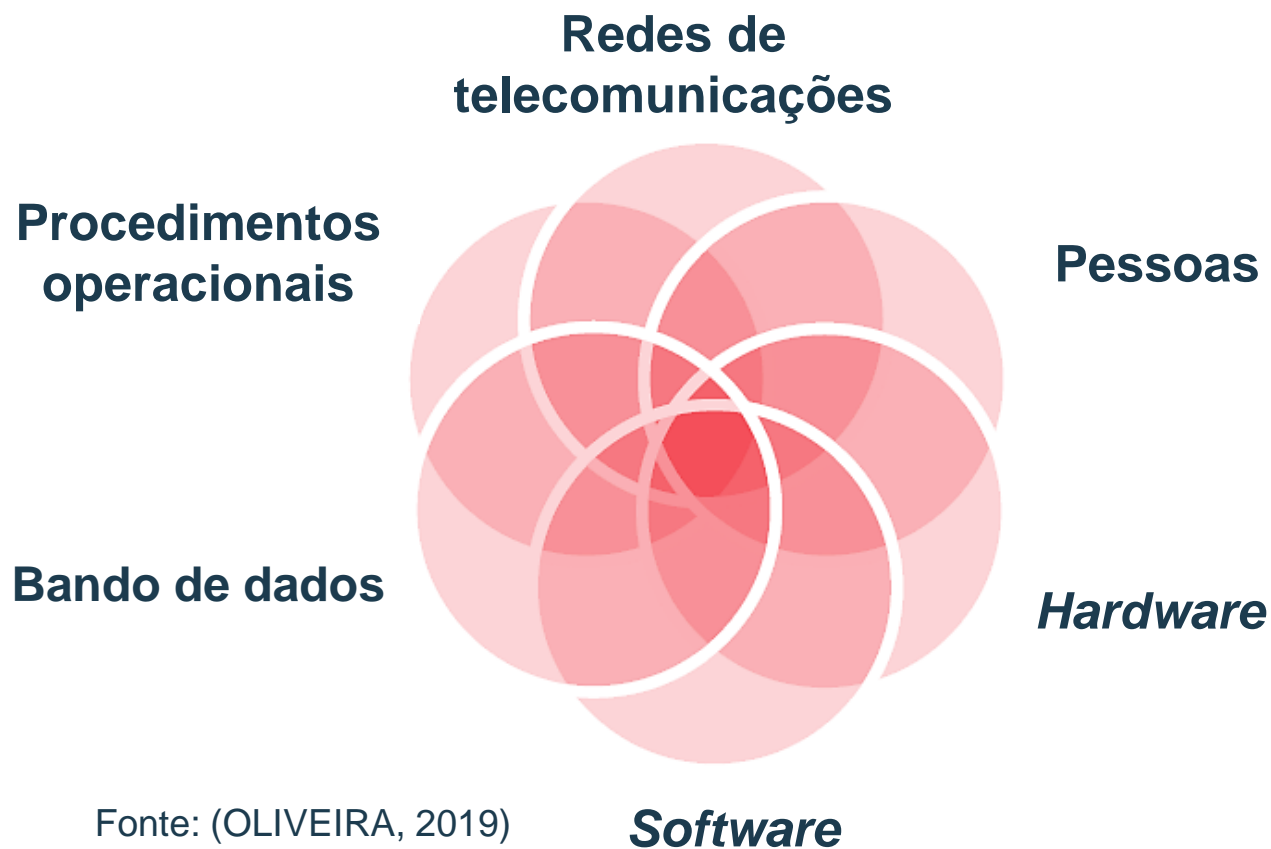 Redes de
telecomunicações
Procedimentos
operacionais
Pessoas
Bando de dados
Hardware
Fonte: (OLIVEIRA, 2019)
Software